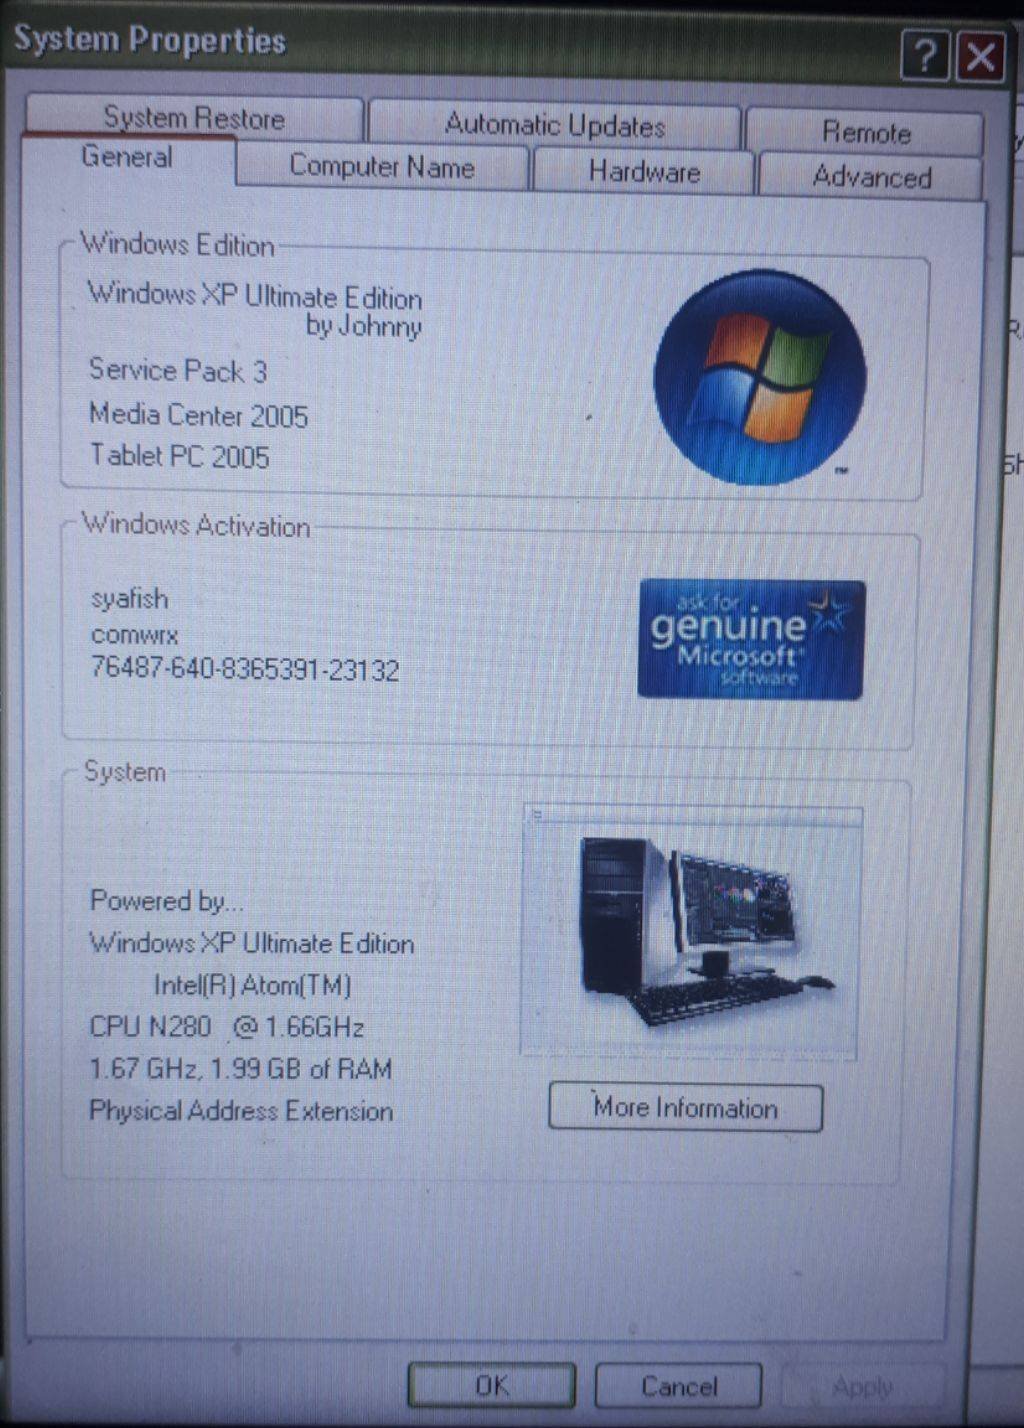 System Properties
System Restore
Automatic Updates
Remote
General
Computer Name
Hardware
Advanced
Windows Edition
Windows XP Ultimate Edition
by Johnny
Service Pack 3
Media Center 2005
Tablet PC 2005
TM
Windows Activation
syafish
comwrx
76487-640-8365391-23132
ask for
genuine
Microsoft®
software
System
Powered by...
Windows XP Ultimate Edition
Intel(R) Atom(TM)
CPU N280 @ 1.66GHz
1.67 GHz, 1.99 GB of RAM
Physical Address Extension
More Information
OK
Cancel
Apply